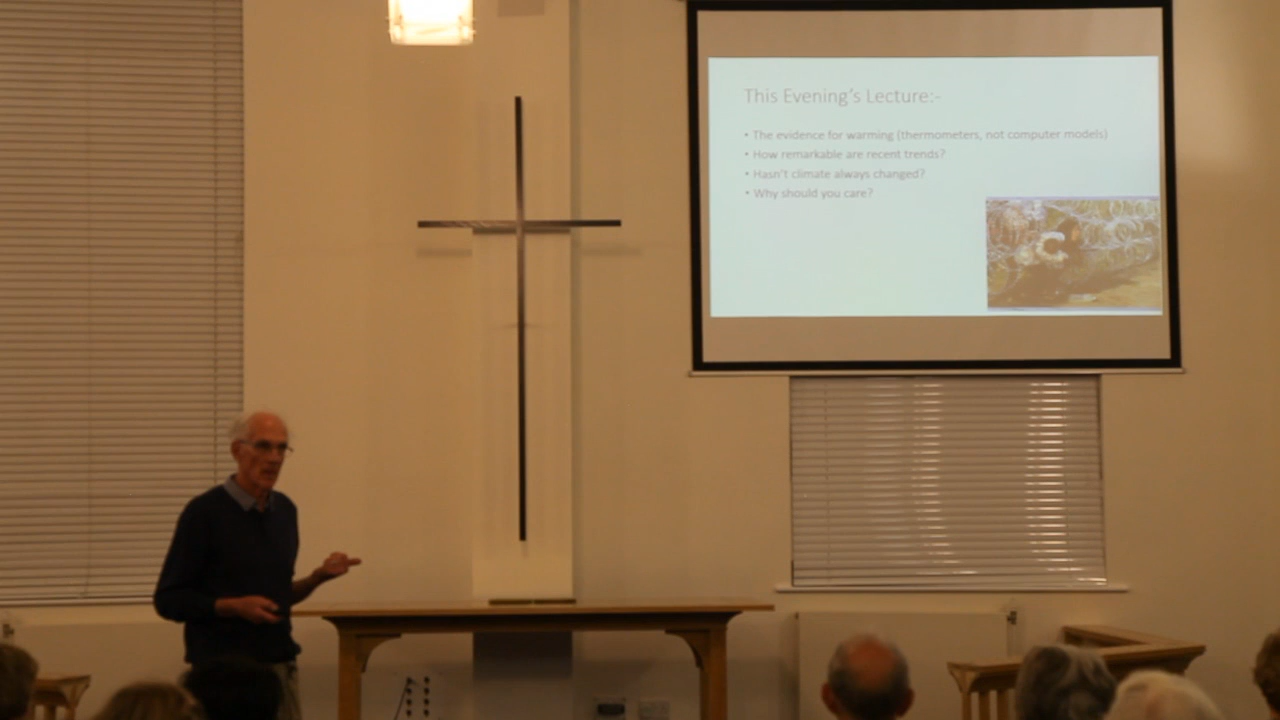 This Evening's Lecture:-
• The evidence for warming (thermometers, not computer models)
• How remarkable are recent trends?
• Hasn't climate always changed?
• Why should you care?